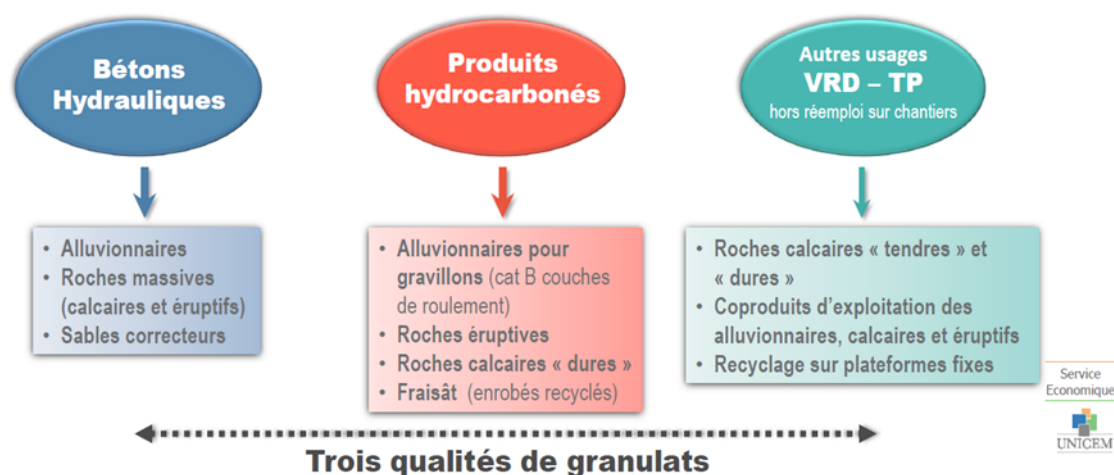 Bétons
Hydrauliques
Produits
hydrocarbonés
Autres usages
VRD – TP
hors réemploi sur chantiers
• Alluvionnaires
• Roches massives
(calcaires et éruptifs)
• Sables correcteurs
• Alluvionnaires pour
gravillons (cat B couches
de roulement)
• Roches éruptives
• Roches calcaires « dures »
• Fraisât (enrobés recyclés)
• Roches calcaires « tendres » et
« dures »
• Coproduits d’exploitation des
alluvionnaires, calcaires et éruptifs
• Recyclage sur plateformes fixes
Service
Economique
UNICEM
Trois qualités de granulats